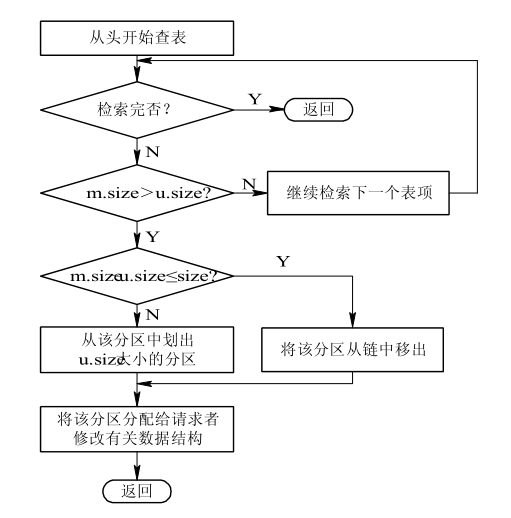 从头开始查表
检索完否?
Y
返回
N
m.size>u.size?
N
继续检索下一个表项
Y
m.sizeu.size≤size?
Y
N
从该分区中划出
u.size大小的分区
将该分区从链中移出
将该分区分配给请求者
修改有关数据结构
返回